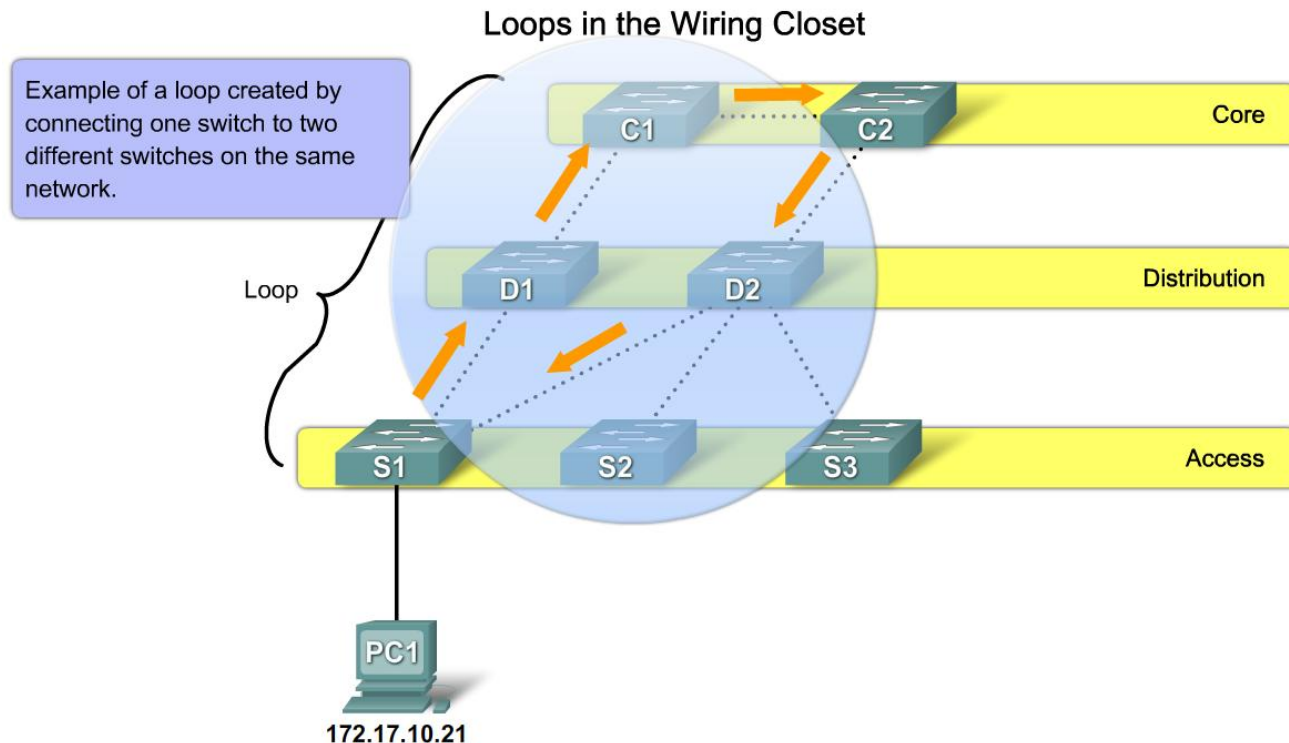 Loops in the Wiring Closet
Example of a loop created by
connecting one switch to two
different switches on the same
network.
C1
C2
Core
Loop
D1
D2
Distribution
S1
S2
S3
Access
PC1
172.17.10.21